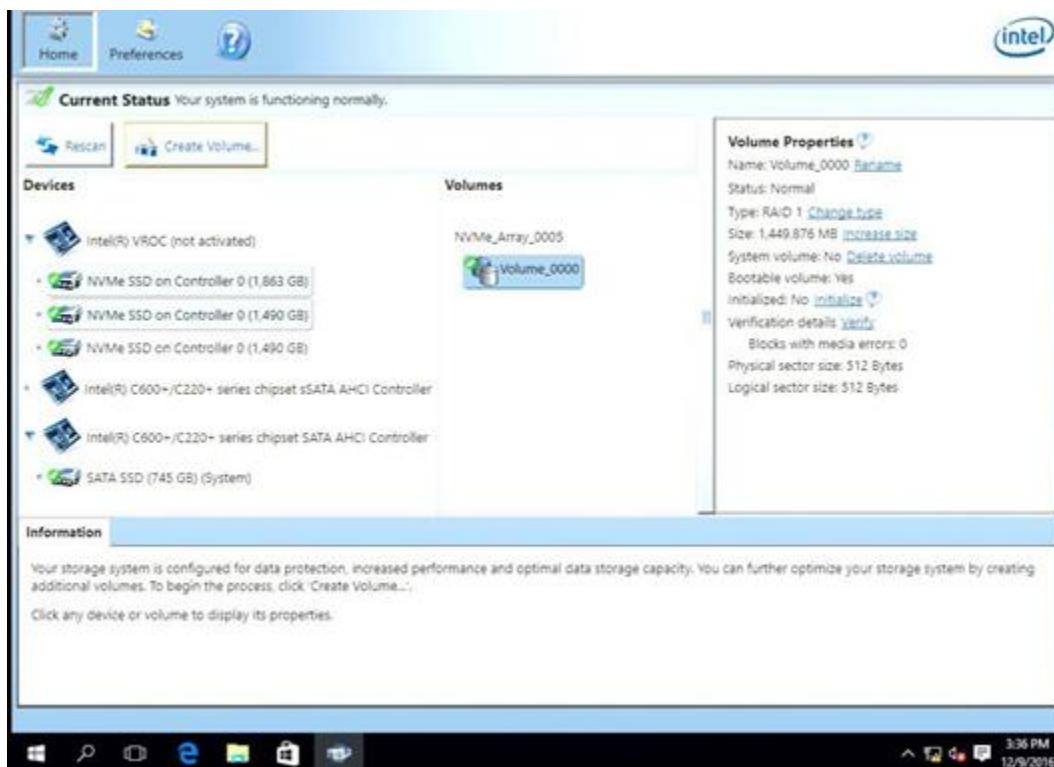 Home
Preferences
intel
Current Status Your system is functioning normally.
Rescan
Create Volume...
Devices
Volumes
Intel(R) VROC (not activated)
NVMe SSD on Controller 0 (1,863 GB)
NVMe SSD on Controller 0 (1,490 GB)
NVMe SSD on Controller 0 (1,490 GB)
Intel(R) C600+/C220+ series chipset sSATA AHCI Controller
Intel(R) C600+/C220+ series chipset SATA AHCI Controller
SATA SSD (745 GB) (System)
NVMe_Array_0005
Volume_0000
Volume Properties
Name: Volume_0000 Rename
Status: Normal
Type: RAID 1 Change type
Size: 1,449,876 MB Increase size
System volume: No Delete volume
Bootable volume: Yes
Initialized: No Initialize
Verification details Verify
Blocks with media errors: 0
Physical sector size: 512 Bytes
Logical sector size: 512 Bytes
Information
Your storage system is configured for data protection, increased performance and optimal data storage capacity. You can further optimize your storage system by creating
additional volumes. To begin the process, click 'Create Volume...'.
Click any device or volume to display its properties.
3:36 PM
12/9/2016